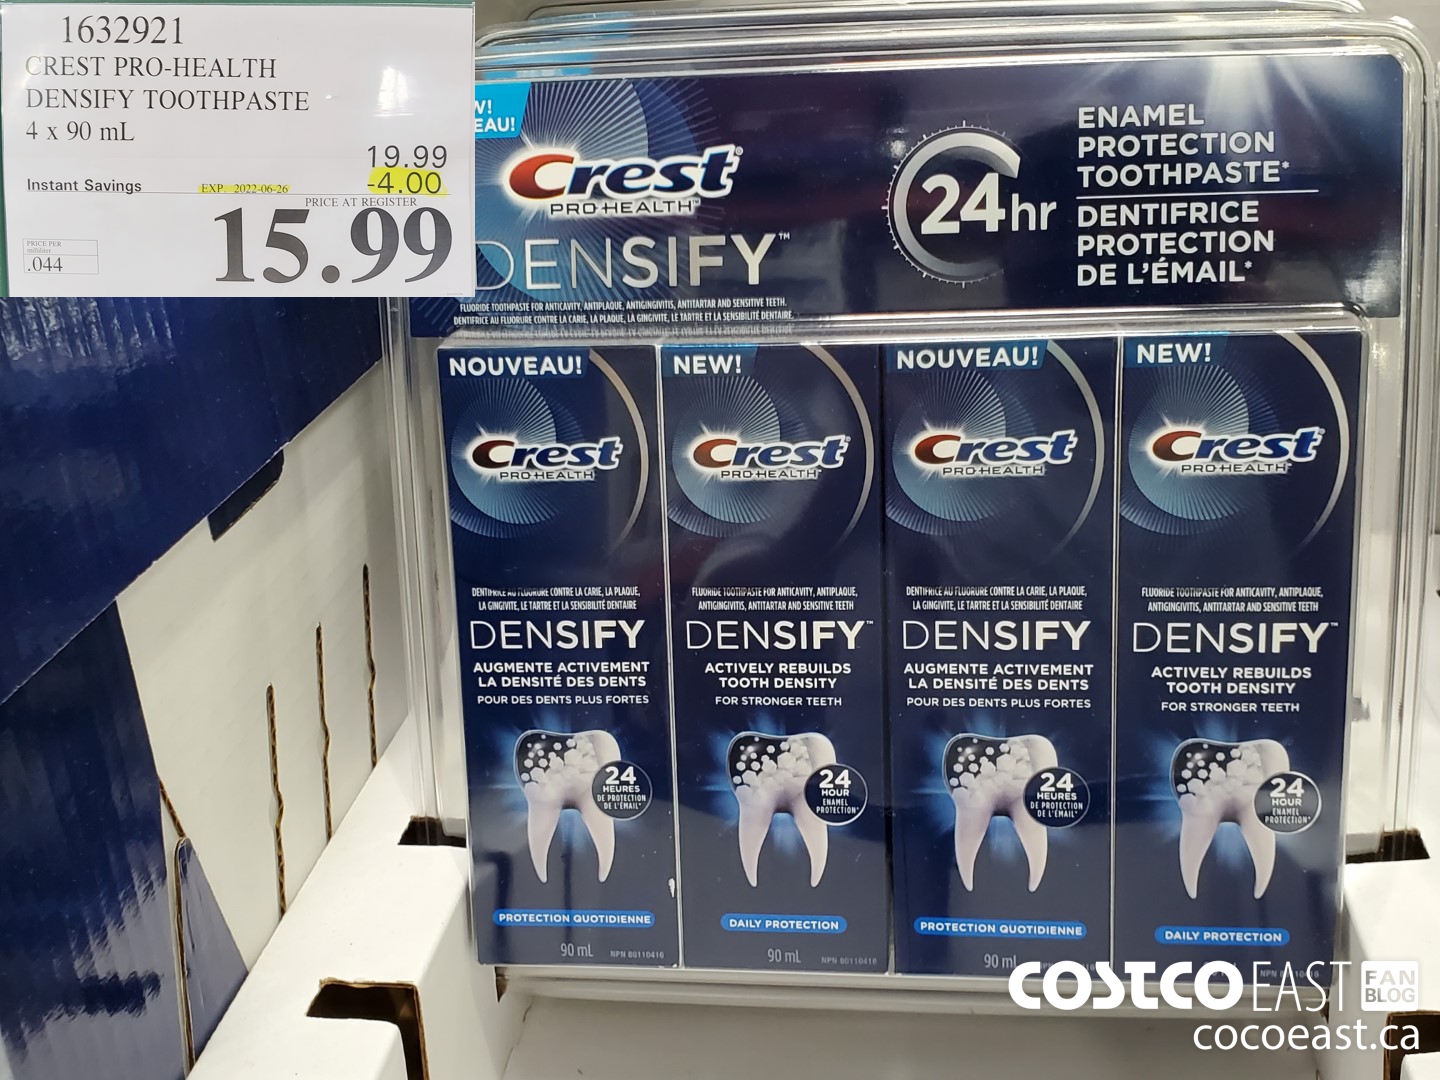 1632921
CREST PRO-HEALTH
DENSIFY TOOTHPASTE
4 x 90 mL
19.99
Instant Savings EXP. 2022-06-26 -4.00
PRICE AT REGISTER
15.99
PRICE PER
milliliter
.044
W!
EAU!
Crest
PRO-HEALTH™
DENSIFY™
FLUORIDE TOOTHPASTE FOR ANTICAVITY, ANTIPLAQUE, ANTIGINGIVITIS, ANTITARTAR AND SENSITIVE TEETH.
DENTIFRICE AU FLUORURE CONTRE LA CARIE, LA PLAQUE, LA GINGIVITE, LE TARTRE ET LA SENSIBILITÉ DENTAIRE.
24hr
ENAMEL
PROTECTION
TOOTHPASTE*
DENTIFRICE
PROTECTION
DE L'ÉMAIL*
NOUVEAU!
Crest
PRO-HEALTH™
DENTIFRICE AU FLUORURE CONTRE LA CARIE, LA PLAQUE,
LA GINGIVITE, LE TARTRE ET LA SENSIBILITÉ DENTAIRE
DENSIFY
AUGMENTE ACTIVEMENT
LA DENSITÉ DES DENTS
POUR DES DENTS PLUS FORTES
24
HEURES
DE PROTECTION
DE L'ÉMAIL*
PROTECTION QUOTIDIENNE
90 mL NPN 80110416
NEW!
Crest
PRO-HEALTH™
FLUORIDE TOOTHPASTE FOR ANTICAVITY, ANTIPLAQUE,
ANTIGINGIVITIS, ANTITARTAR AND SENSITIVE TEETH
DENSIFY™
ACTIVELY REBUILDS
TOOTH DENSITY
FOR STRONGER TEETH
24
HOUR
ENAMEL
PROTECTION*
DAILY PROTECTION
90 mL NPN 80110416
NOUVEAU!
Crest
PRO-HEALTH™
DENTIFRICE AU FLUORURE CONTRE LA CARIE, LA PLAQUE,
LA GINGIVITE, LE TARTRE ET LA SENSIBILITÉ DENTAIRE
DENSIFY
AUGMENTE ACTIVEMENT
LA DENSITÉ DES DENTS
POUR DES DENTS PLUS FORTES
24
HEURES
DE PROTECTION
DE L'ÉMAIL*
PROTECTION QUOTIDIENNE
90 mL
NEW!
Crest
PRO-HEALTH™
FLUORIDE TOOTHPASTE FOR ANTICAVITY, ANTIPLAQUE,
ANTIGINGIVITIS, ANTITARTAR AND SENSITIVE TEETH
DENSIFY™
ACTIVELY REBUILDS
TOOTH DENSITY
FOR STRONGER TEETH
24
HOUR
ENAMEL
PROTECTION*
DAILY PROTECTION
NPN
COSTCO EAST FAN BLOG
cocoeast.ca